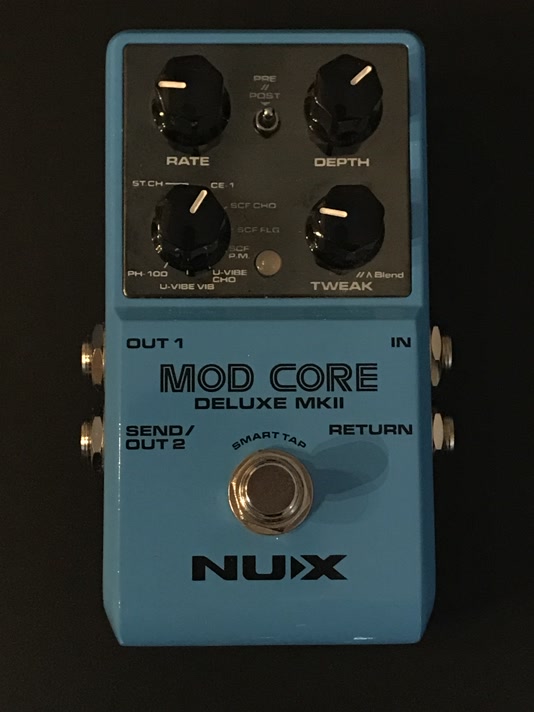 PRE
//
POST
RATE
DEPTH
ST.CH
CE-1
SCF CHO
SCF FLG
SCF
P.M.
U-VIBE
CHO
U-VIBE VIB
PH-100
// Λ Blend
TWEAK
OUT 1
IN
MOD CORE
DELUXE MKII
SEND/
OUT 2
RETURN
SMART TAP
NUX